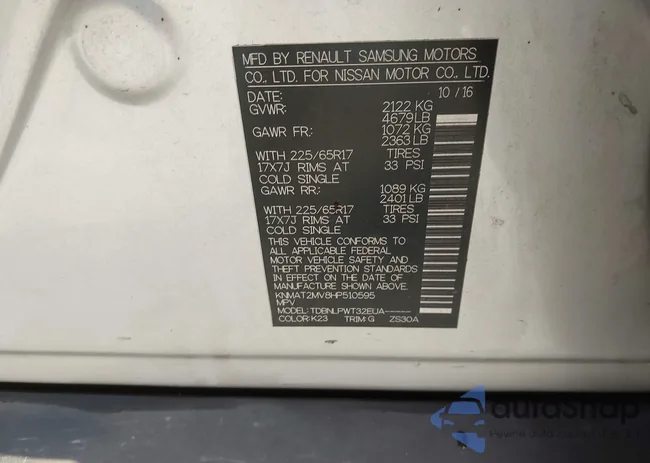 MFD BY RENAULT SAMSUNG MOTORS
CO., LTD. FOR NISSAN MOTOR CO., LTD.
DATE: 10 / 16
GVWR: 2122 KG
4679 LB
GAWR FR: 1072 KG
2363 LB
WITH 225/65R17 TIRES
17X7J RIMS AT 33 PSI
COLD SINGLE
GAWR RR: 1089 KG
2401 LB
WITH 225/65R17 TIRES
17X7J RIMS AT 33 PSI
COLD SINGLE
THIS VEHICLE CONFORMS TO
ALL APPLICABLE FEDERAL
MOTOR VEHICLE SAFETY AND
THEFT PREVENTION STANDARDS
IN EFFECT ON THE DATE OF
MANUFACTURE SHOWN ABOVE.
KNMAT2MV8HP510595
MPV
MODEL: TDBNLPWT32EUA-----
COLOR: K23 TRIM: G ZS30A
autaShop
Pewne auta